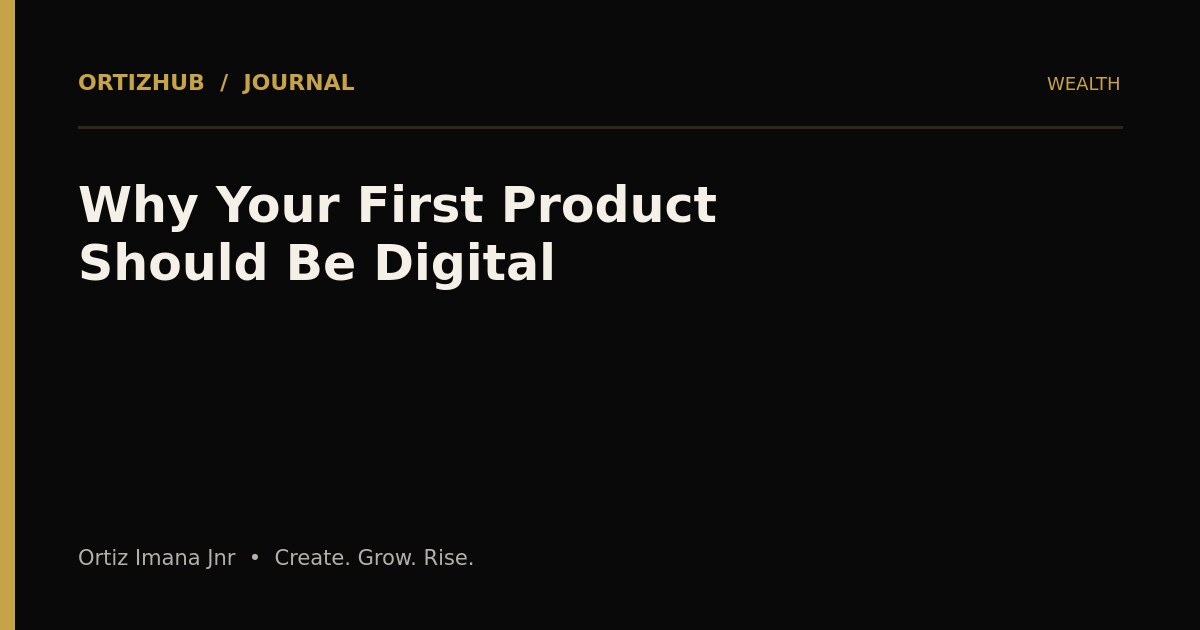 ORTIZHUB / JOURNAL
WEALTH
Why Your First Product
Should Be Digital
Ortiz Imana Jnr • Create. Grow. Rise.